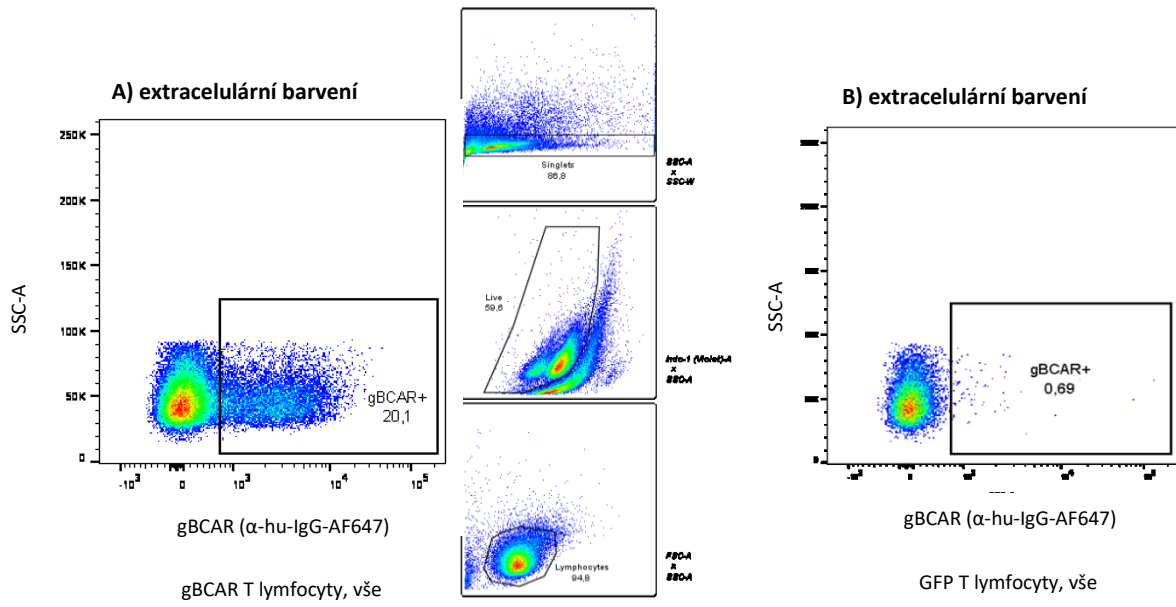 A) extracelulární barvení
250K
200K
150K
100K
50K
0
SSC-A
gBCAR+
20,1
-10³
0
10³
10⁴
10⁵
gBCAR (α-hu-IgG-AF647)
gBCAR T lymfocyty, vše
Singlets
86,8
SSC-A
x
SSC-W
Live
59,6
Indo-1 (Violet)-A
x
SSC-A
Lymphocytes
94,8
FSC-A
x
SSC-A
B) extracelulární barvení
SSC-A
gBCAR+
0,69
0
10⁴
gBCAR (α-hu-IgG-AF647)
GFP T lymfocyty, vše